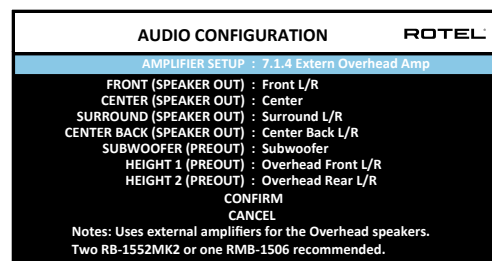 AUDIO CONFIGURATION ROTEL
AMPLIFIER SETUP : 7.1.4 Extern Overhead Amp
FRONT (SPEAKER OUT) : Front L/R
CENTER (SPEAKER OUT) : Center
SURROUND (SPEAKER OUT) : Surround L/R
CENTER BACK (SPEAKER OUT) : Center Back L/R
SUBWOOFER (PREOUT) : Subwoofer
HEIGHT 1 (PREOUT) : Overhead Front L/R
HEIGHT 2 (PREOUT) : Overhead Rear L/R
CONFIRM
CANCEL
Notes: Uses external amplifiers for the Overhead speakers.
Two RB-1552MK2 or one RMB-1506 recommended.